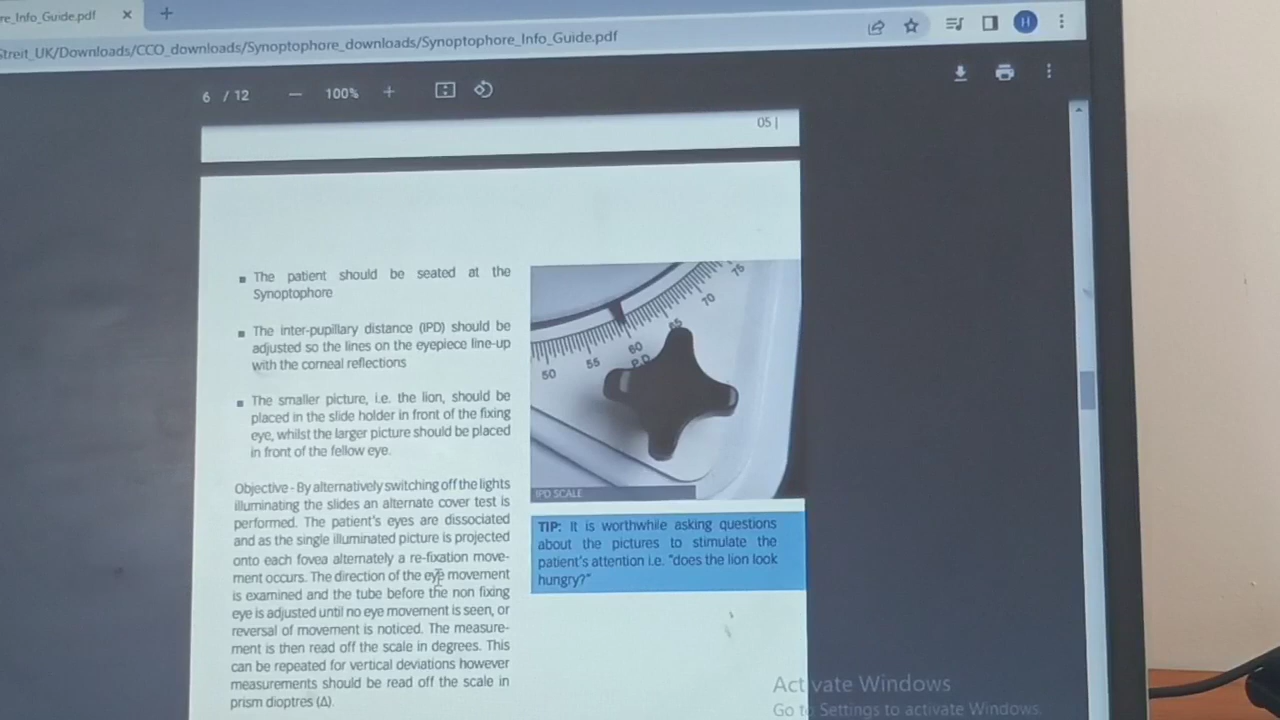 re_Info_Guide.pdf
Streit_UK/Downloads/CCO_downloads/Synoptophore_downloads/Synoptophore_Info_Guide.pdf
H
6 / 12
100%
05 |
The patient should be seated at the
Synoptophore
The inter-pupillary distance (IPD) should be
adjusted so the lines on the eyepiece line-up
with the corneal reflections
The smaller picture, i.e. the lion, should be
placed in the slide holder in front of the fixing
eye, whilst the larger picture should be placed
in front of the fellow eye.
Objective - By alternatively switching off the lights
illuminating the slides an alternate cover test is
performed. The patient's eyes are dissociated
and as the single illuminated picture is projected
onto each fovea alternately a re-fixation move-
ment occurs. The direction of the eye movement
is examined and the tube before the non fixing
eye is adjusted until no eye movement is seen, or
reversal of movement is noticed. The measure-
ment is then read off the scale in degrees. This
can be repeated for vertical deviations however
measurements should be read off the scale in
prism dioptres (Δ).
50 55 60 65 70 75
P.D
IPD SCALE
TIP: It is worthwhile asking questions
about the pictures to stimulate the
patient's attention i.e. "does the lion look
hungry?"
Activate Windows
Go to Settings to activate Windows.